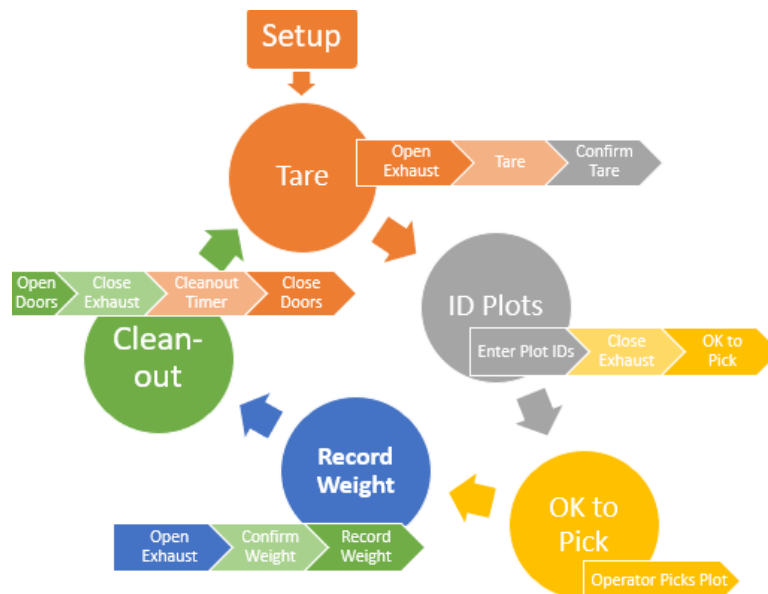 Setup
Tare
Open
Exhaust
Tare
Confirm
Tare
ID Plots
Enter Plot IDs
Close
Exhaust
OK to
Pick
OK to
Pick
Operator Picks Plot
Record
Weight
Open
Exhaust
Confirm
Weight
Record
Weight
Clean-
out
Open
Doors
Close
Exhaust
Cleanout
Timer
Close
Doors